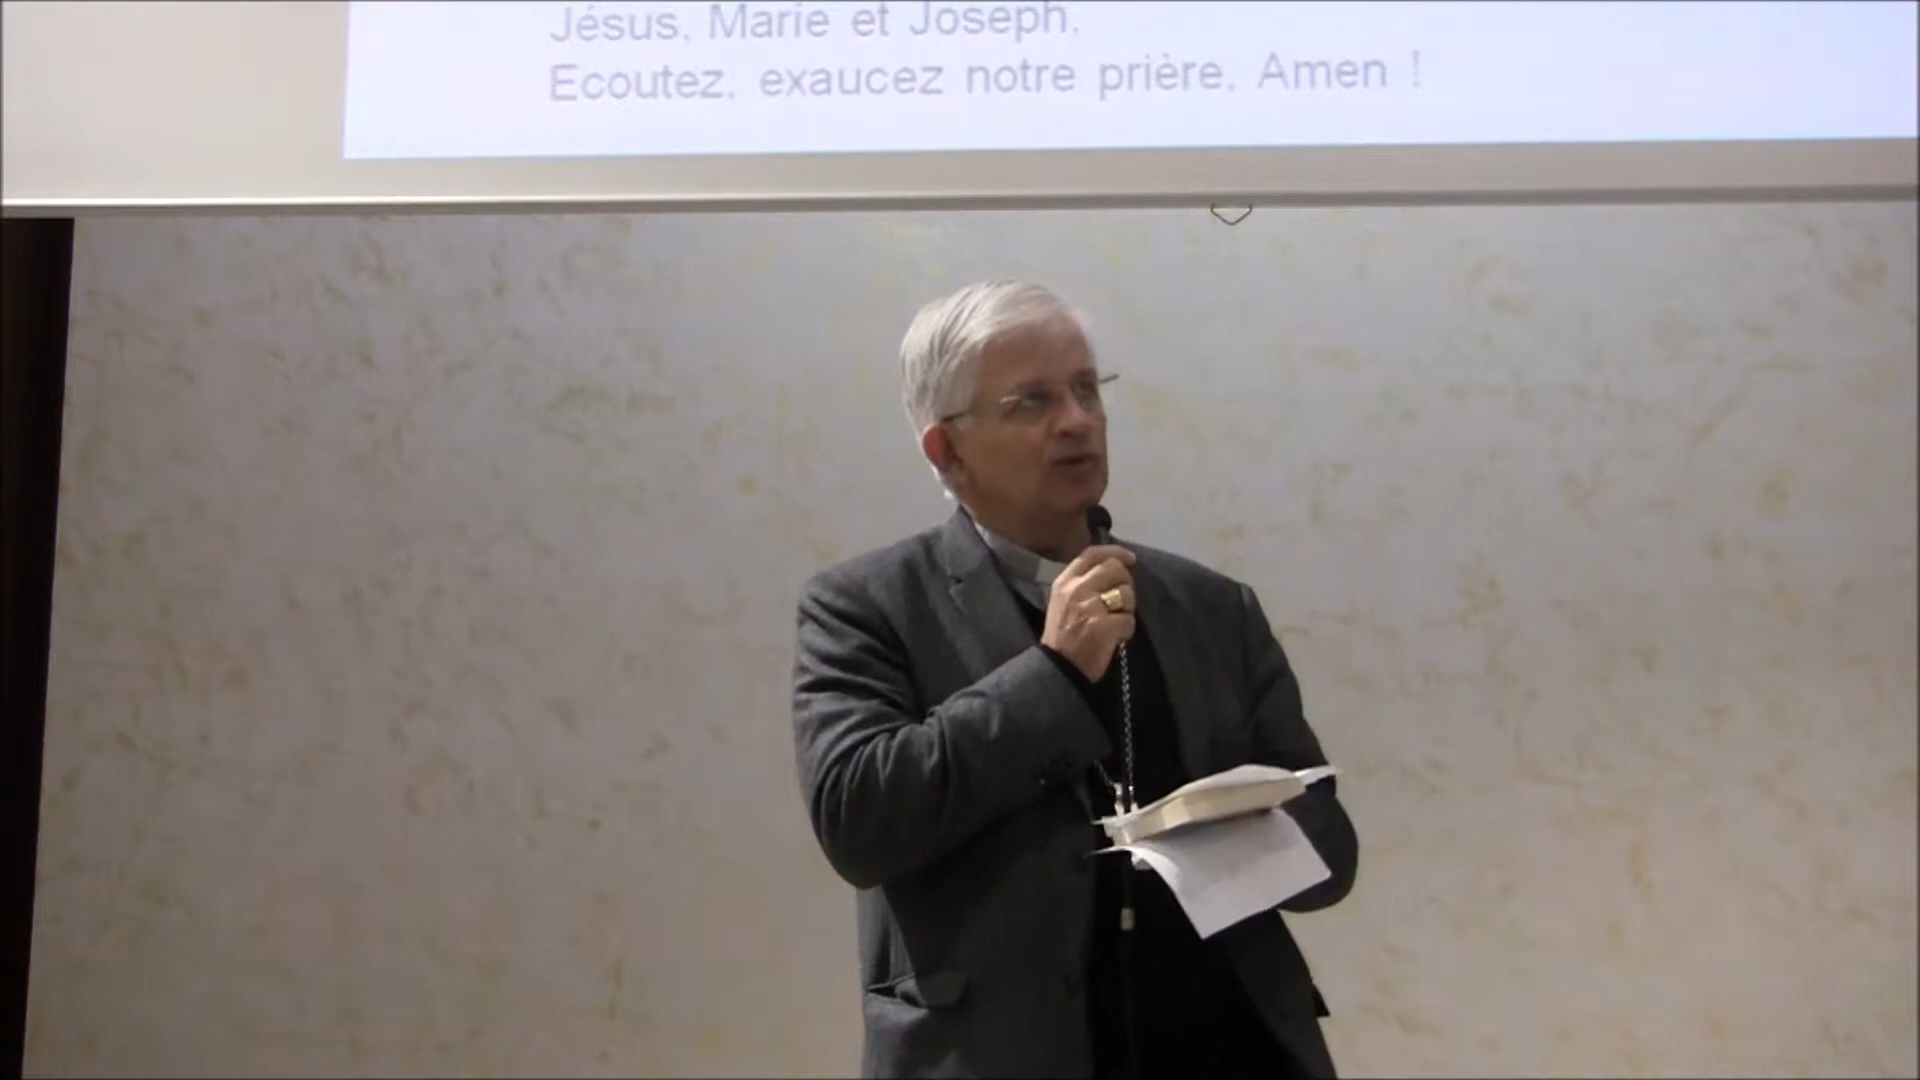 Jésus, Marie et Joseph,
Ecoutez, exaucez notre prière, Amen !